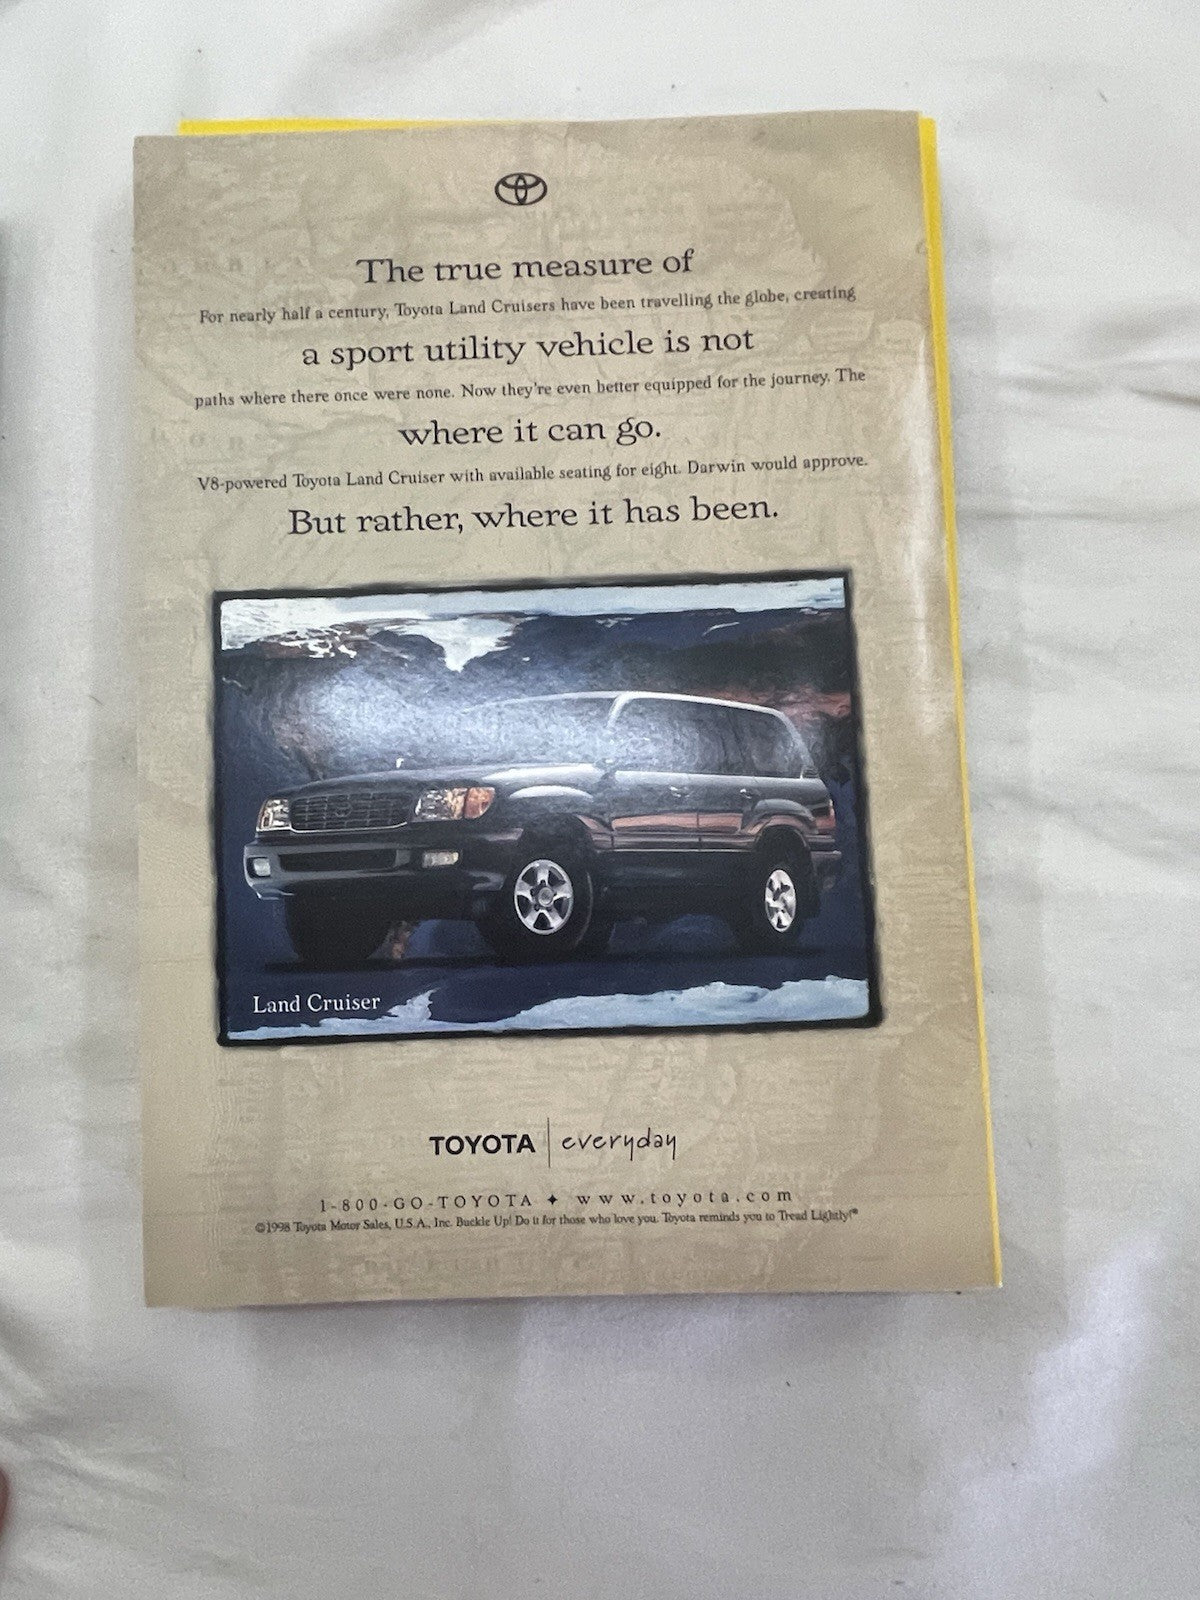 The true measure of
For nearly half a century, Toyota Land Cruisers have been travelling the globe, creating
a sport utility vehicle is not
paths where there once were none. Now they're even better equipped for the journey. The
where it can go.
V8-powered Toyota Land Cruiser with available seating for eight. Darwin would approve.
But rather, where it has been.
Land Cruiser
TOYOTA everyday
1-800-GO-TOYOTA ✦ www.toyota.com
©1998 Toyota Motor Sales, U.S.A., Inc. Buckle Up! Do it for those who love you. Toyota reminds you to Tread Lightly!®